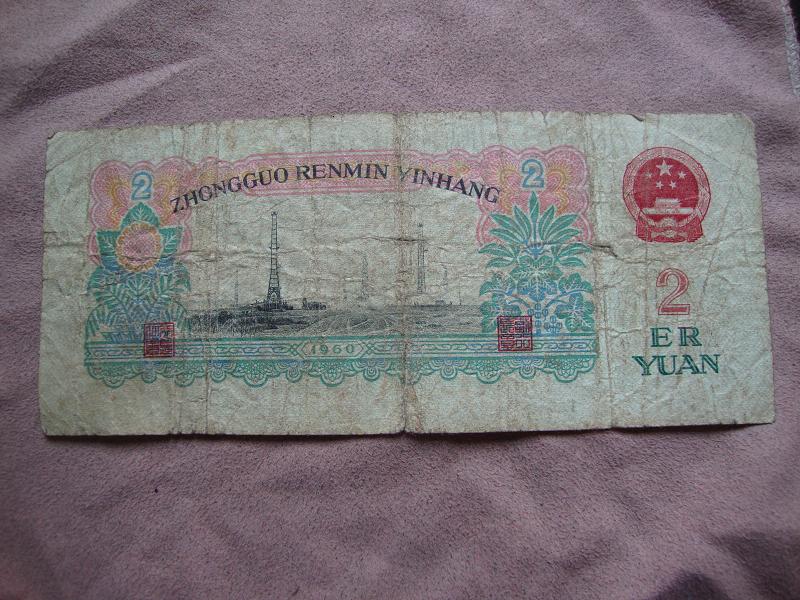 2
2
ZHONGGUO RENMIN YINHANG
1960
2
ER
YUAN